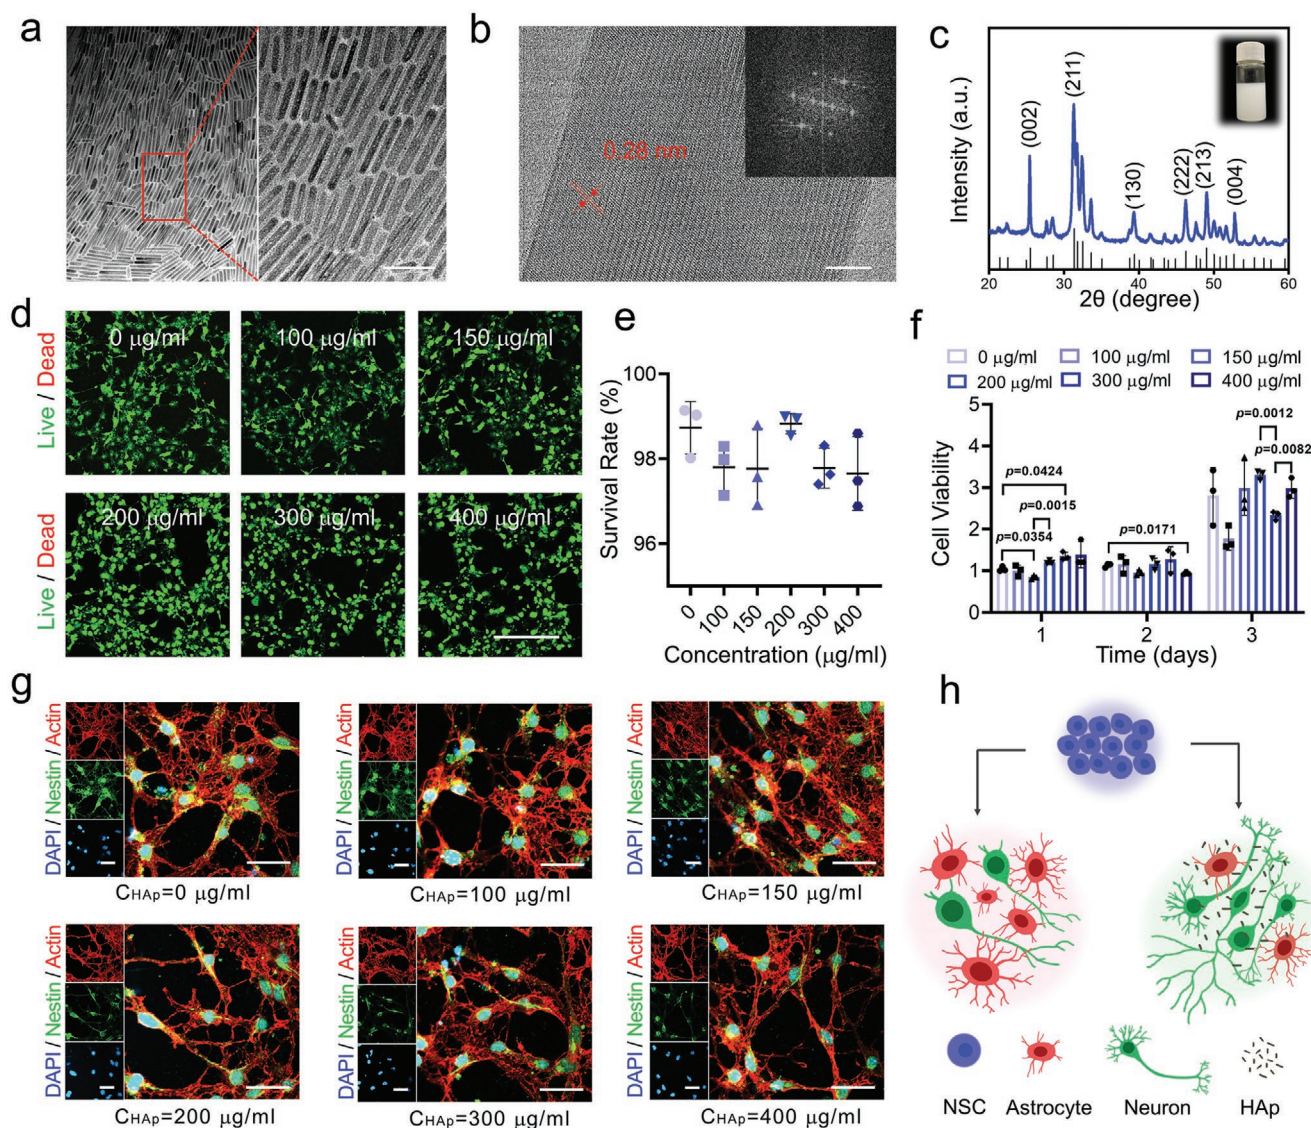 a
b
0.28 nm
c
Intensity (a.u.)
(002)
(211)
(130)
(222)
(213)
(004)
20 30 40 50 60
2θ (degree)
d
Live / Dead
0 µg/ml
100 µg/ml
150 µg/ml
Live / Dead
200 µg/ml
300 µg/ml
400 µg/ml
e
Survival Rate (%)
100
98
96
0 100 150 200 300 400
Concentration (µg/ml)
f
0 µg/ml 100 µg/ml 150 µg/ml
200 µg/ml 300 µg/ml 400 µg/ml
Cell Viability
5
4
3
2
1
0
p=0.0012
p=0.0082
p=0.0424
p=0.0015
p=0.0354
p=0.0171
1 2 3
Time (days)
g
DAPI / Nestin / Actin
CHAp=0 µg/ml
DAPI / Nestin / Actin
CHAp=100 µg/ml
DAPI / Nestin / Actin
CHAp=150 µg/ml
DAPI / Nestin / Actin
CHAp=200 µg/ml
DAPI / Nestin / Actin
CHAp=300 µg/ml
DAPI / Nestin / Actin
CHAp=400 µg/ml
h
NSC Astrocyte Neuron HAp